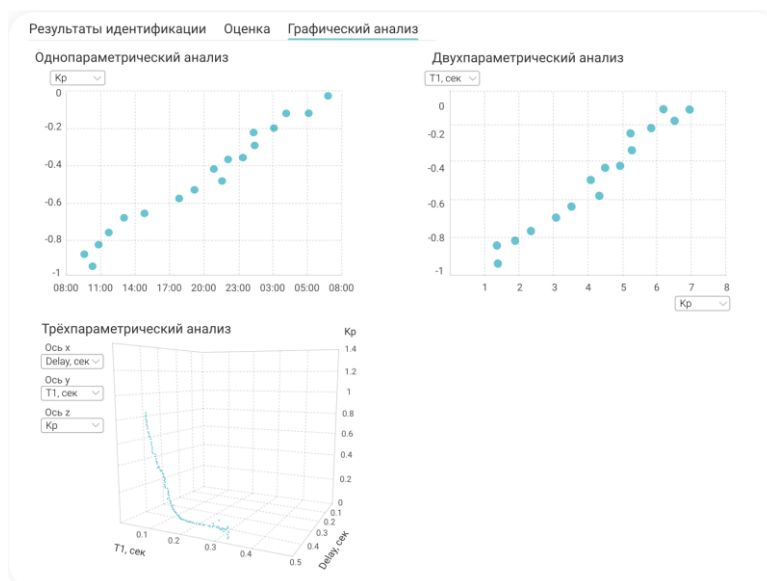 Результаты идентификации Оценка Графический анализ
Однопараметрический анализ
Kp
0
-0.2
-0.4
-0.6
-0.8
-1
08:00 11:00 14:00 17:00 20:00 23:00 03:00 05:00 08:00
Двухпараметрический анализ
T1, сек
0
-0.2
-0.4
-0.6
-0.8
-1
1 2 3 4 5 6 7 8
Kp
Трёхпараметрический анализ
Ось x
Delay, сек
Ось y
T1, сек
Ось z
Kp
Kp
1.4
1.2
1
0.8
0.6
0.4
0.2
0
0.1
0.2
0.3
0.4
0.5
Delay, сек
0.1 0.2 0.3 0.4
T1, сек